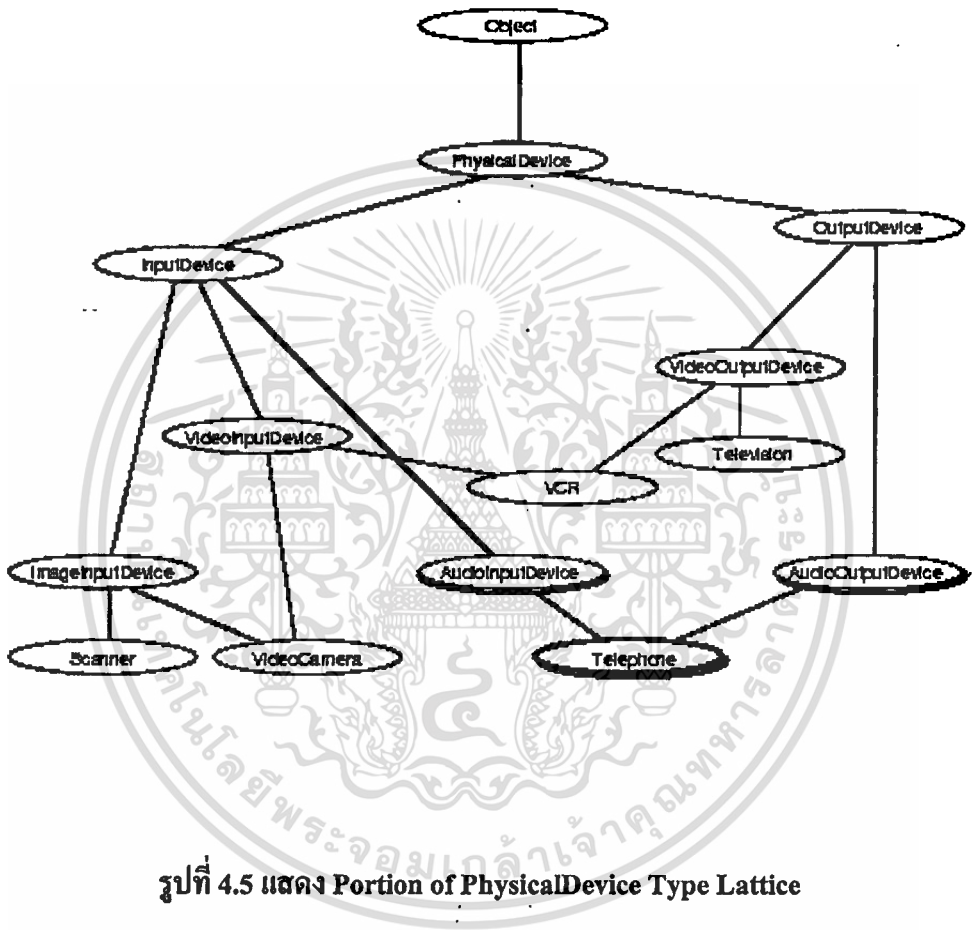 Object
PhysicalDevice
OutputDevice
InputDevice
VideoOutputDevice
VideoInputDevice
Television
VCR
ImageInputDevice
AudioInputDevice
AudioOutputDevice
Scanner
VideoCamera
Telephone
รูปที่ 4.5 แสดง Portion of PhysicalDevice Type Lattice